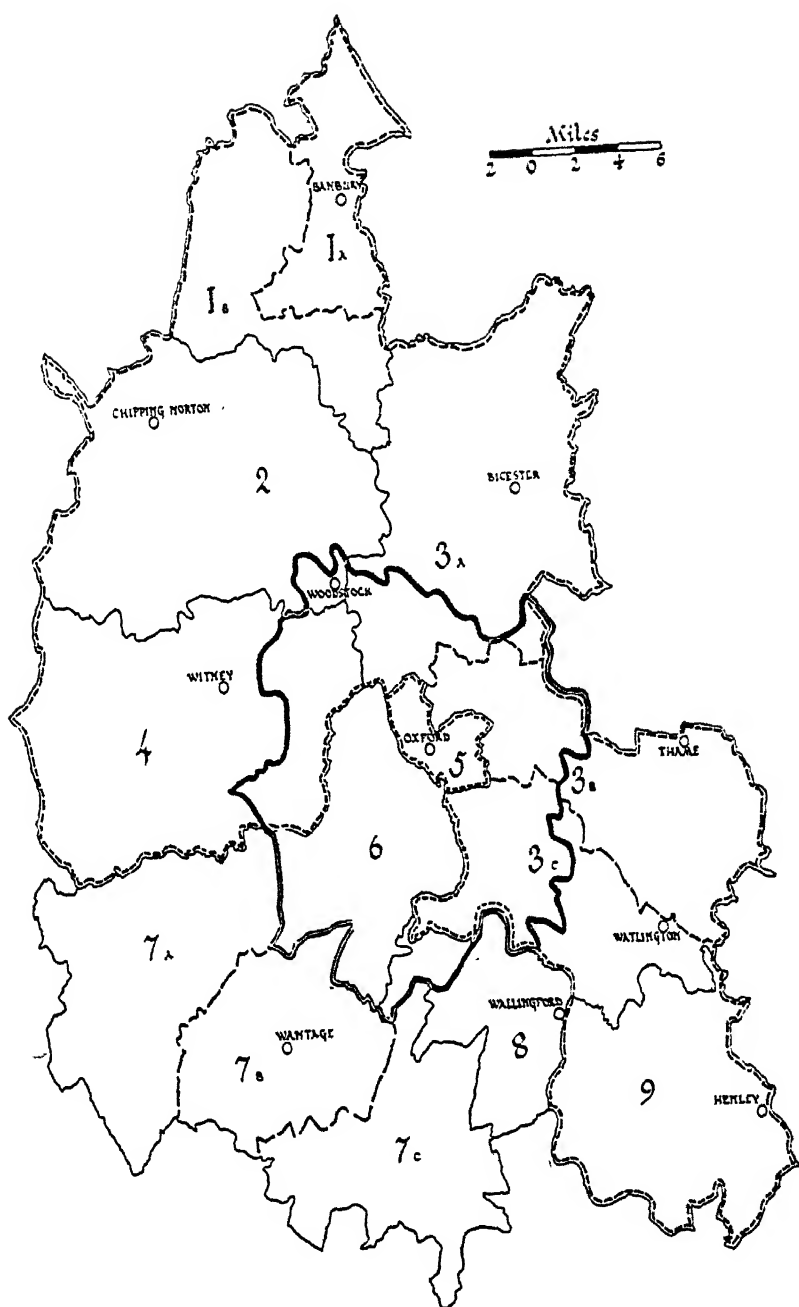 Miles
2 0 2 4 6
BANBURY
1A
1B
CHIPPING NORTON
2
BICESTER
3A
WOODSTOCK
WITNEY
4
OXFORD
5
THAME
3B
6
3C
WATLINGTON
7A
WALLINGFORD
WANTAGE
8
7B
9
HENLEY
7C